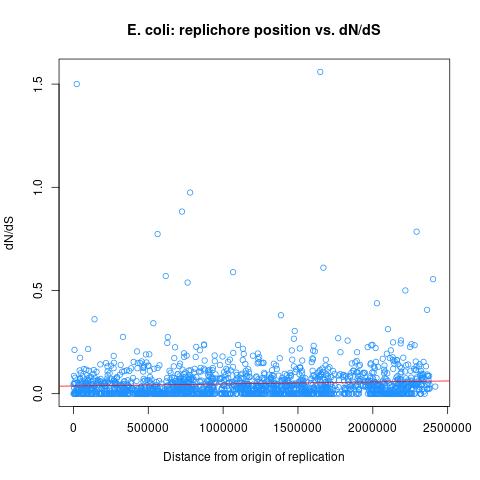 E. coli: replichore position vs. dN/dS
dN/dS
1.5
1.0
0.5
0.0
0 500000 1000000 1500000 2000000 2500000
Distance from origin of replication